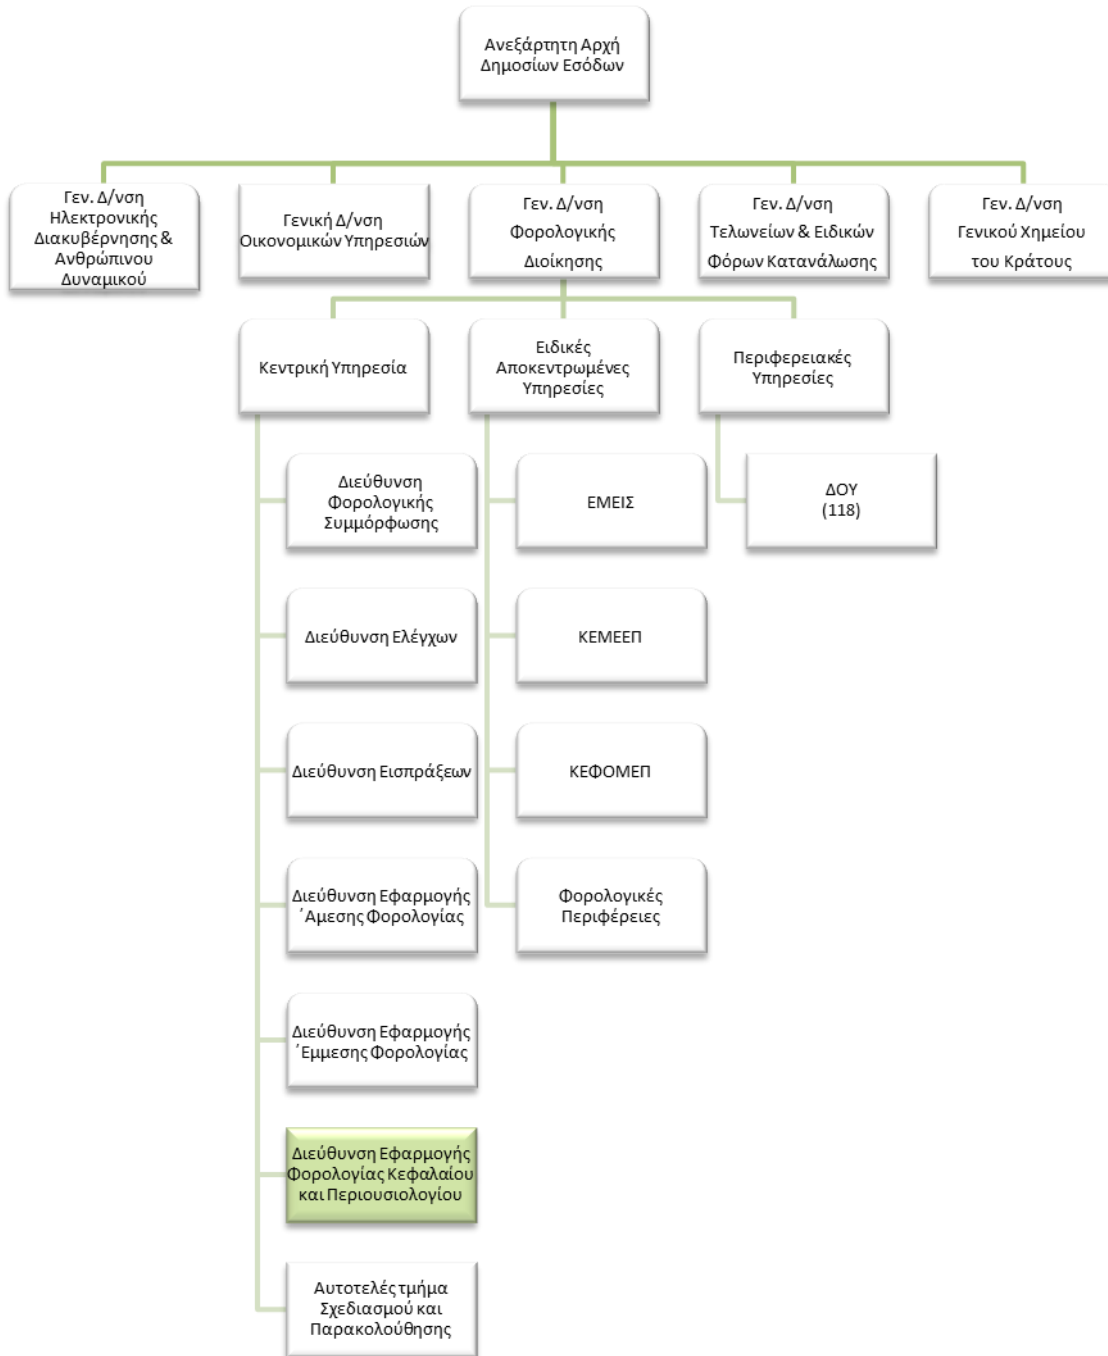 Ανεξάρτητη Αρχή
Δημοσίων Εσόδων
Γεν. Δ/νση
Ηλεκτρονικής
Διακυβέρνησης &
Ανθρώπινου
Δυναμικού
Γενική Δ/νση
Οικονομικών Υπηρεσιών
Γεν. Δ/νση
Φορολογικής
Διοίκησης
Γεν. Δ/νση
Τελωνείων & Ειδικών
Φόρων Κατανάλωσης
Γεν. Δ/νση
Γενικού Χημείου
του Κράτους
Κεντρική Υπηρεσία
Ειδικές
Αποκεντρωμένες
Υπηρεσίες
Περιφερειακές
Υπηρεσίες
Διεύθυνση
Φορολογικής
Συμμόρφωσης
ΕΜΕΙΣ
ΔΟΥ
(118)
Διεύθυνση Ελέγχων
ΚΕΜΕΕΠ
Διεύθυνση Εισπράξεων
ΚΕΦΟΜΕΠ
Διεύθυνση Εφαρμογής
΄Αμεσης Φορολογίας
Φορολογικές
Περιφέρειες
Διεύθυνση Εφαρμογής
΄Εμμεσης Φορολογίας
Διεύθυνση Εφαρμογής
Φορολογίας Κεφαλαίου
και Περιουσιολογίου
Αυτοτελές τμήμα
Σχεδιασμού και
Παρακολούθησης